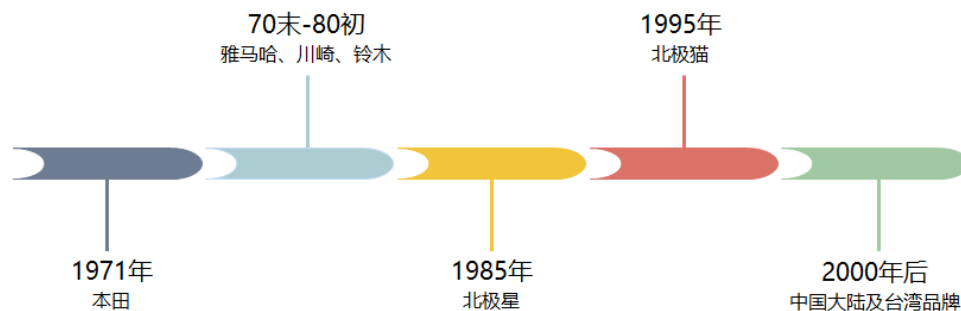 70末-80初
雅马哈、川崎、铃木
1995年
北极猫
1971年
本田
1985年
北极星
2000年后
中国大陆及台湾品牌